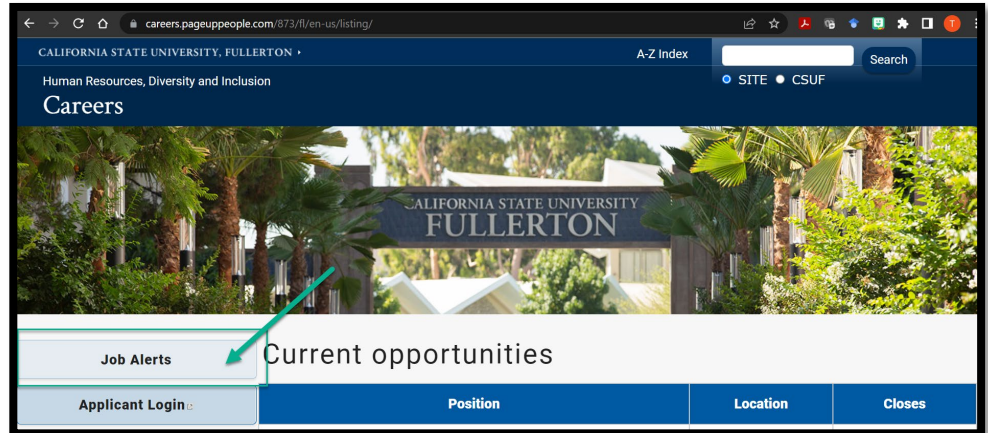 careers.pageuppeople.com/873/fl/en-us/listing/
T
CALIFORNIA STATE UNIVERSITY, FULLERTON
A-Z Index
Search
Human Resources, Diversity and Inclusion
SITE CSUF
Careers
CALIFORNIA STATE UNIVERSITY
FULLERTON
Job Alerts
Current opportunities
Applicant Login
Position Location Closes